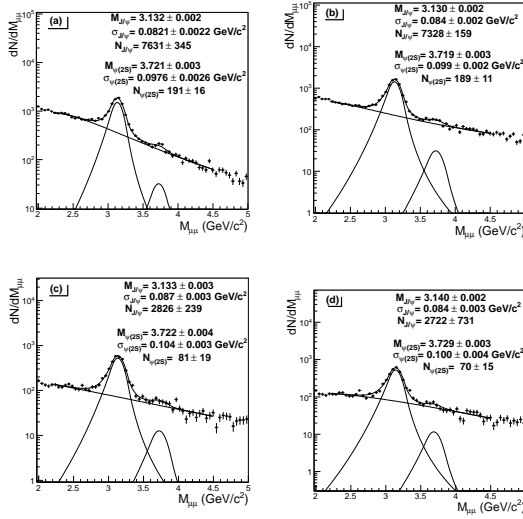 (a)
M_J/ψ = 3.132 ± 0.002
σ_J/ψ = 0.0821 ± 0.0022 GeV/c²
N_J/ψ = 7631 ± 345
M_ψ(2S) = 3.721 ± 0.003
σ_ψ(2S) = 0.0976 ± 0.0026 GeV/c²
N_ψ(2S) = 191 ± 16
dN/dM_μμ
10⁵
10⁴
10³
10²
10
2 2.5 3 3.5 4 4.5 5
M_μμ (GeV/c²)
(b)
M_J/ψ = 3.130 ± 0.002
σ_J/ψ = 0.084 ± 0.002 GeV/c²
N_J/ψ = 7328 ± 159
M_ψ(2S) = 3.719 ± 0.003
σ_ψ(2S) = 0.099 ± 0.002 GeV/c²
N_ψ(2S) = 189 ± 11
dN/dM_μμ
10⁵
10⁴
10³
10²
10
1
2 2.5 3 3.5 4 4.5
M_μμ (GeV/c²)
(c)
M_J/ψ = 3.133 ± 0.003
σ_J/ψ = 0.087 ± 0.003 GeV/c²
N_J/ψ = 2826 ± 239
M_ψ(2S) = 3.722 ± 0.004
σ_ψ(2S) = 0.104 ± 0.003 GeV/c²
N_ψ(2S) = 81 ± 19
dN/dM_μμ
10⁴
10³
10²
10
1
2 2.5 3 3.5 4 4.5 5
M_μμ (GeV/c²)
(d)
M_J/ψ = 3.140 ± 0.002
σ_J/ψ = 0.084 ± 0.003 GeV/c²
N_J/ψ = 2722 ± 731
M_ψ(2S) = 3.729 ± 0.003
σ_ψ(2S) = 0.100 ± 0.004 GeV/c²
N_ψ(2S) = 70 ± 15
dN/dM_μμ
10⁴
10³
10²
10
1
2 2.5 3 3.5 4 4.5 5
M_μμ (GeV/c²)